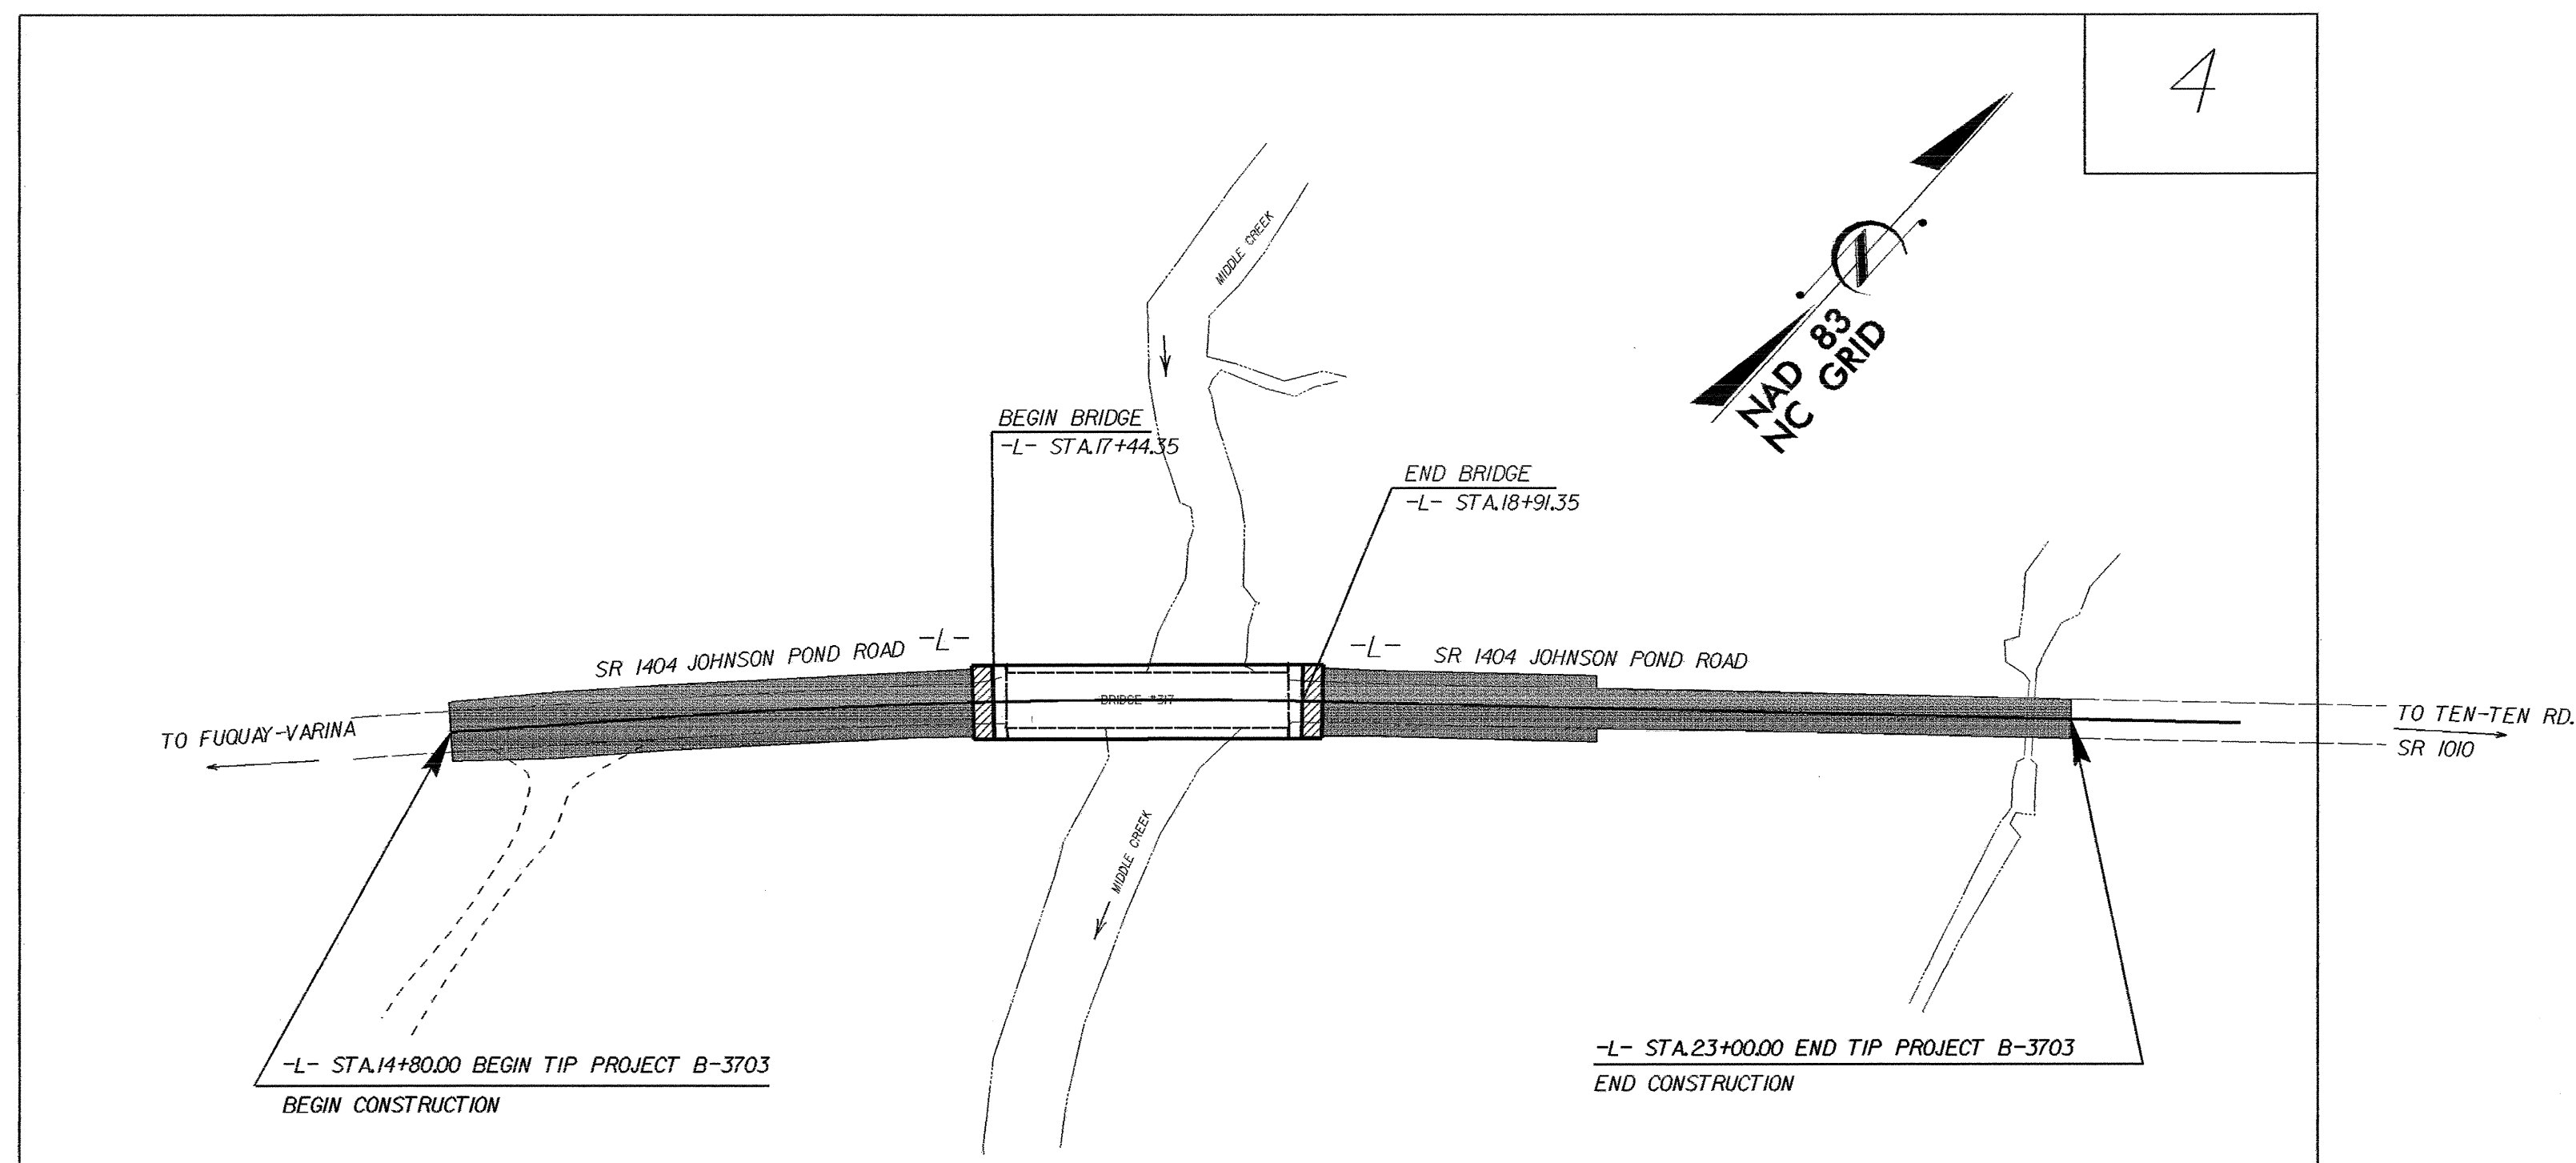 4
MIDDLE CREEK
NAD 83
NC GRID
BEGIN BRIDGE
-L- STA.17+44.35
END BRIDGE
-L- STA.18+91.35
SR 1404 JOHNSON POND ROAD
-L-
-L-
SR 1404 JOHNSON POND ROAD
BRIDGE #317
TO FUQUAY-VARINA
TO TEN-TEN RD.
SR 1010
MIDDLE CREEK
-L- STA.14+80.00 BEGIN TIP PROJECT B-3703
BEGIN CONSTRUCTION
-L- STA.23+00.00 END TIP PROJECT B-3703
END CONSTRUCTION